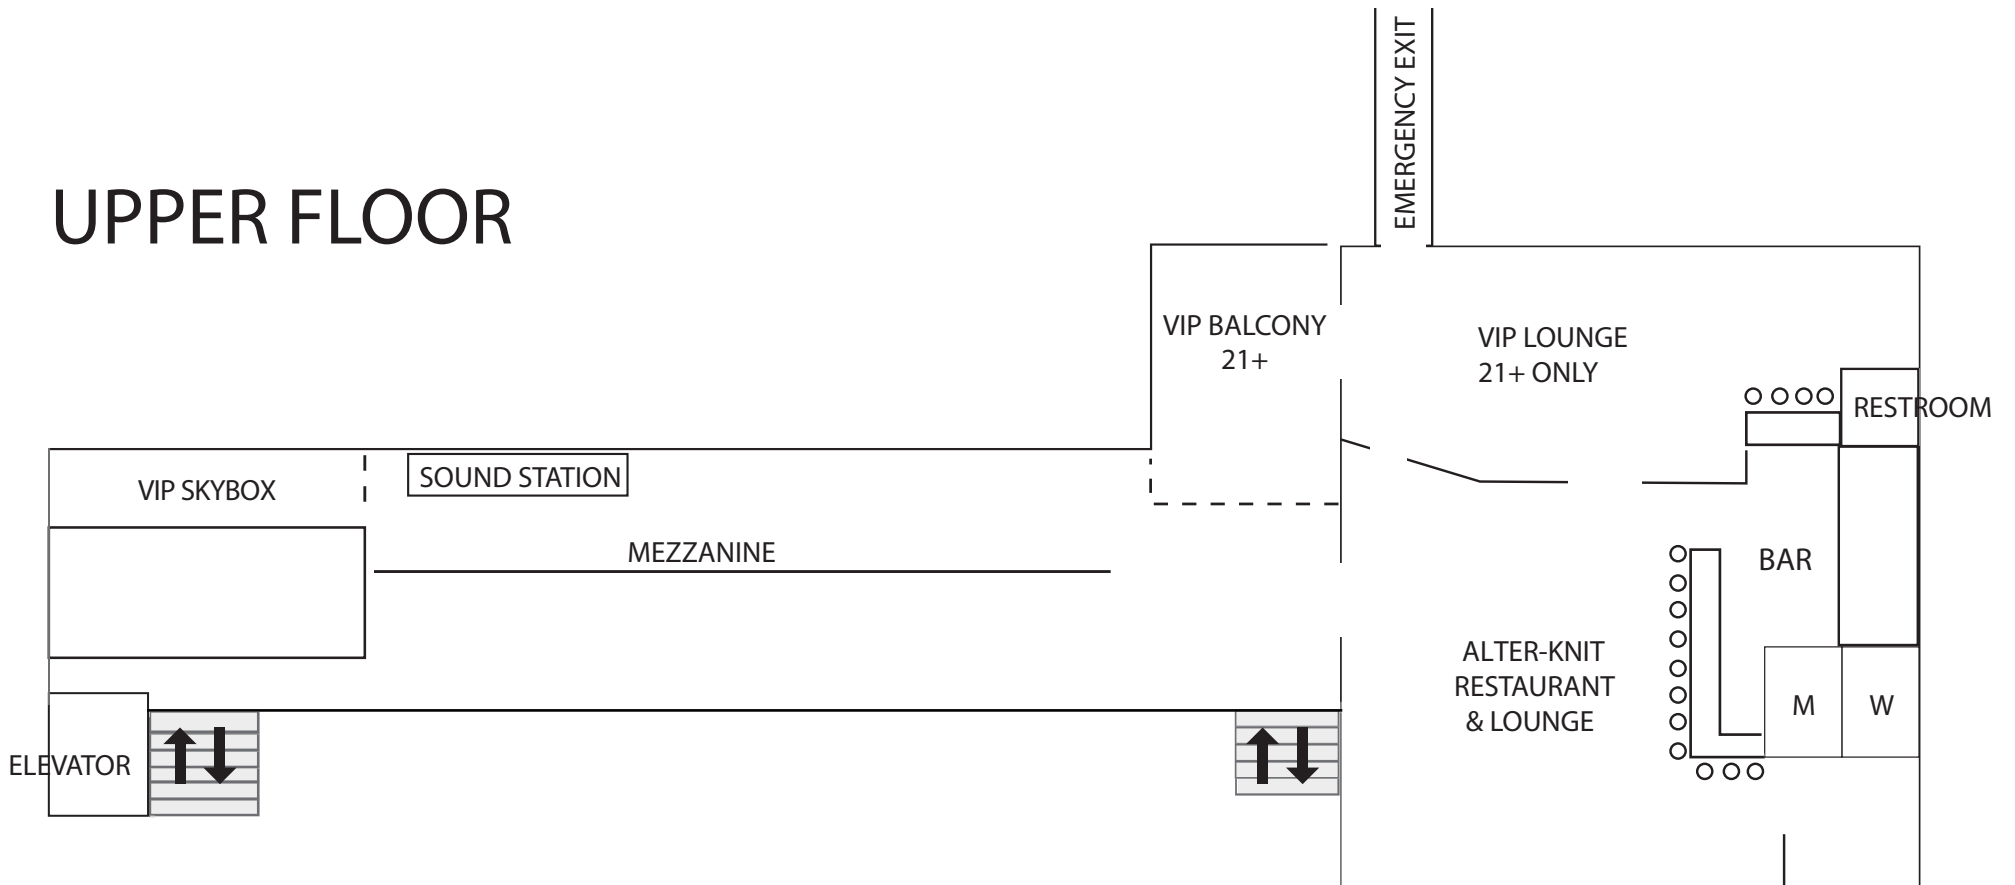 EMERGENCY EXIT
UPPER FLOOR
VIP BALCONY
21+
VIP LOUNGE
21+ ONLY
RESTROOM
VIP SKYBOX
SOUND STATION
MEZZANINE
BAR
ALTER-KNIT
RESTAURANT
& LOUNGE
M
W
ELEVATOR